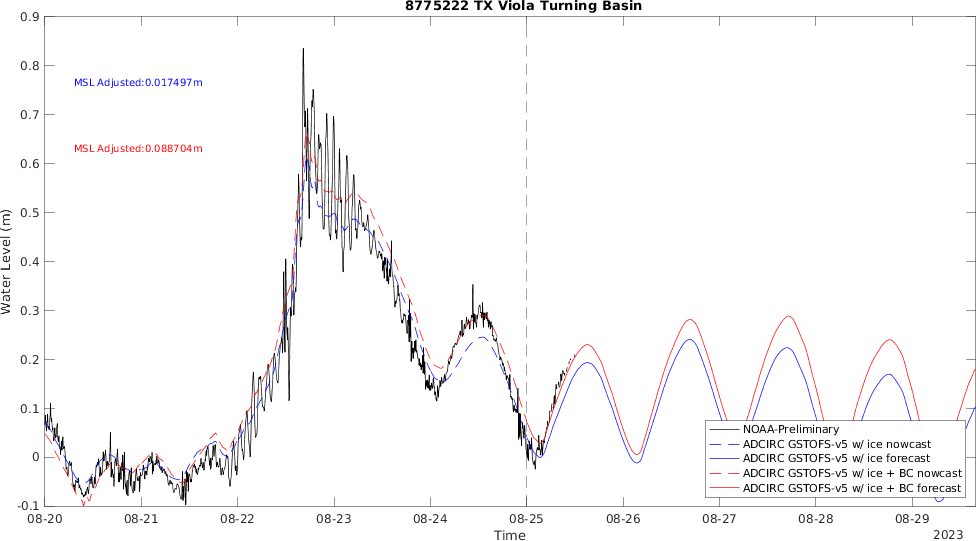 8775222 TX Viola Turning Basin
0.9
0.8
0.7
0.6
0.5
0.4
0.3
0.2
0.1
0
-0.1
Water Level (m)
MSL Adjusted:0.017497m
MSL Adjusted:0.088704m
NOAA-Preliminary
ADCIRC GSTOFS-v5 w/ ice nowcast
ADCIRC GSTOFS-v5 w/ ice forecast
ADCIRC GSTOFS-v5 w/ ice + BC nowcast
ADCIRC GSTOFS-v5 w/ ice + BC forecast
08-20 08-21 08-22 08-23 08-24 08-25 08-26 08-27 08-28 08-29
Time
2023